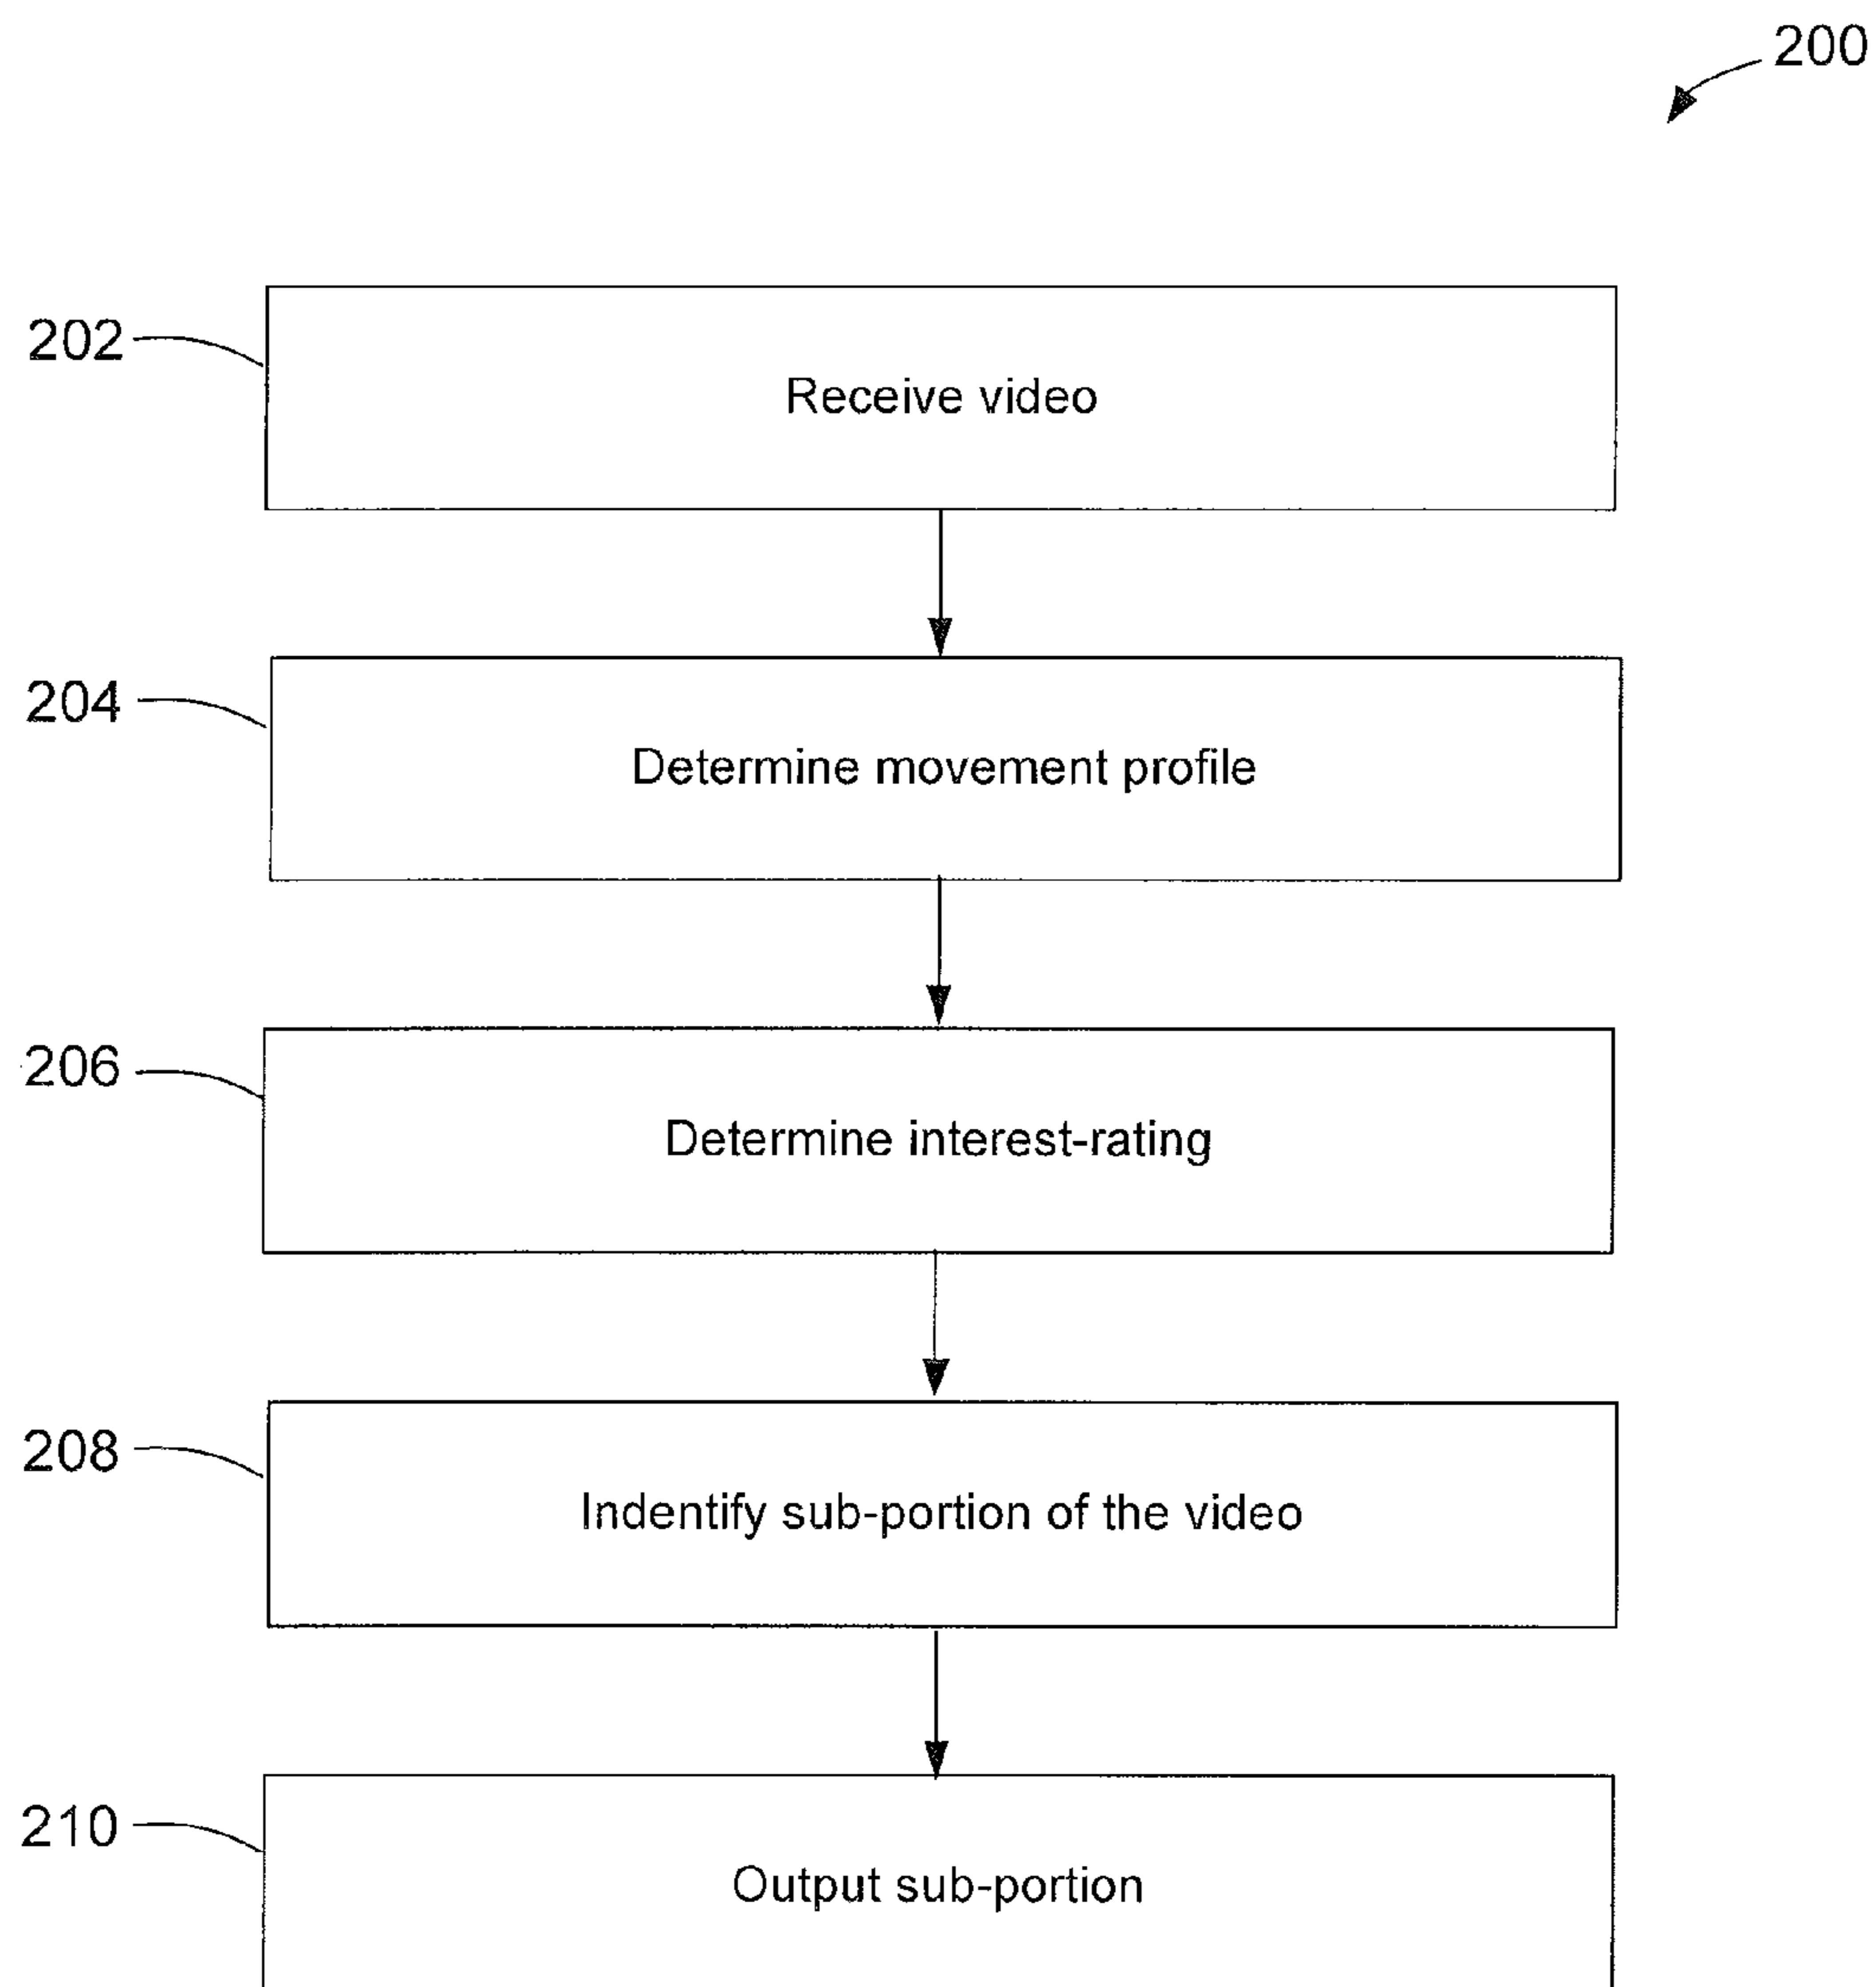 200
202
Receive video
204
Determine movement profile
206
Determine interest-rating
208
Indentify sub-portion of the video
210
Output sub-portion